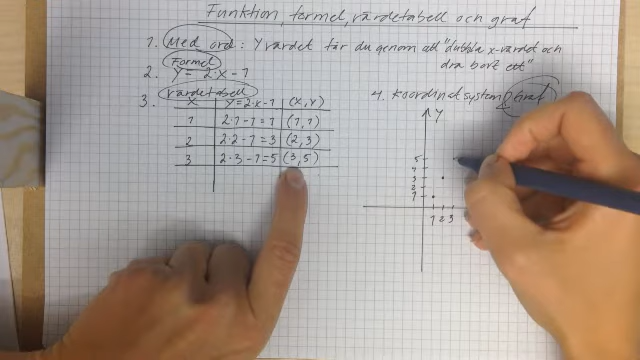 Funktion, formel, värdetabell och graf
1. Med ord: Y värdet får du genom att "dubbla x-värdet och
dra bort ett"
Formel
2. Y = 2·X - 1
värdetabell
3. X Y=2·x-1 (X,Y)
1 2·1-1=1 (1,1)
2 2·2-1=3 (2,3)
3 2·3-1=5 (3,5)
4. Koordinatsystem Graf
Y
5
4
3
2
1
1 2 3